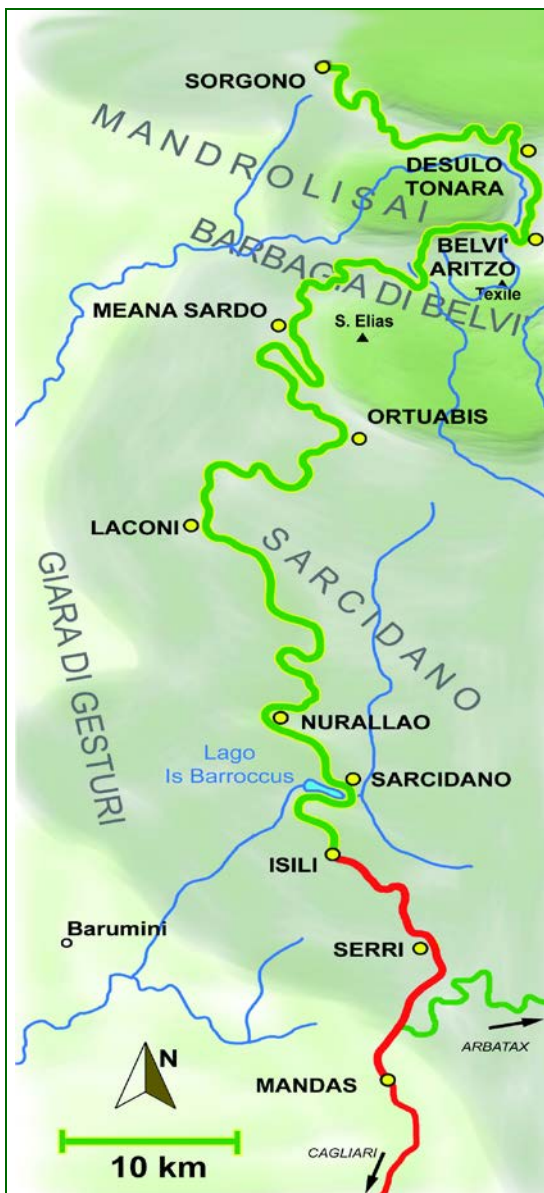 SORGONO
MANDROLISAI
DESULO
TONARA
BELVI'
ARITZO
Texile
BARBAGIA DI BELVI'
MEANA SARDO
S. Elias
ORTUABIS
LACONI
SARCIDANO
GIARA DI GESTURI
NURALLAO
Lago
Is Barroccus
SARCIDANO
ISILI
Barumini
SERRI
ARBATAX
N
MANDAS
10 km
CAGLIARI